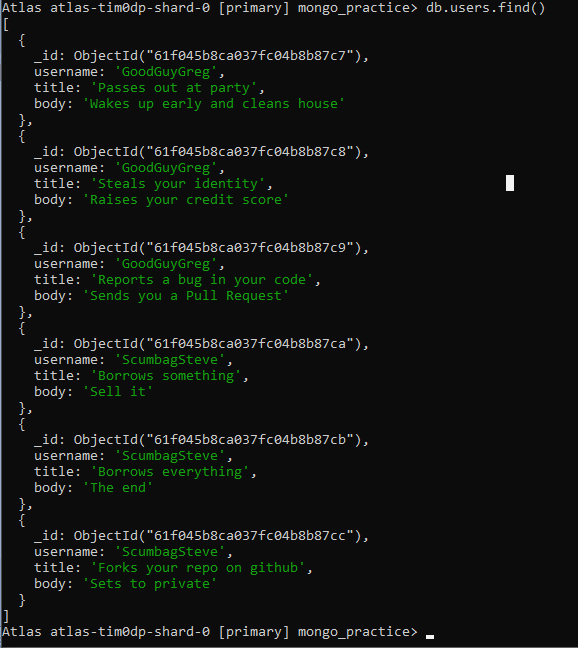 Atlas atlas-tim0dp-shard-0 [primary] mongo_practice> db.users.find()
[
  {
    _id: ObjectId("61f045b8ca037fc04b8b87c7"),
    username: 'GoodGuyGreg',
    title: 'Passes out at party',
    body: 'Wakes up early and cleans house'
  },
  {
    _id: ObjectId("61f045b8ca037fc04b8b87c8"),
    username: 'GoodGuyGreg',
    title: 'Steals your identity',
    body: 'Raises your credit score'
  },
  {
    _id: ObjectId("61f045b8ca037fc04b8b87c9"),
    username: 'GoodGuyGreg',
    title: 'Reports a bug in your code',
    body: 'Sends you a Pull Request'
  },
  {
    _id: ObjectId("61f045b8ca037fc04b8b87ca"),
    username: 'ScumbagSteve',
    title: 'Borrows something',
    body: 'Sell it'
  },
  {
    _id: ObjectId("61f045b8ca037fc04b8b87cb"),
    username: 'ScumbagSteve',
    title: 'Borrows everything',
    body: 'The end'
  },
  {
    _id: ObjectId("61f045b8ca037fc04b8b87cc"),
    username: 'ScumbagSteve',
    title: 'Forks your repo on github',
    body: 'Sets to private'
  }
]
Atlas atlas-tim0dp-shard-0 [primary] mongo_practice>